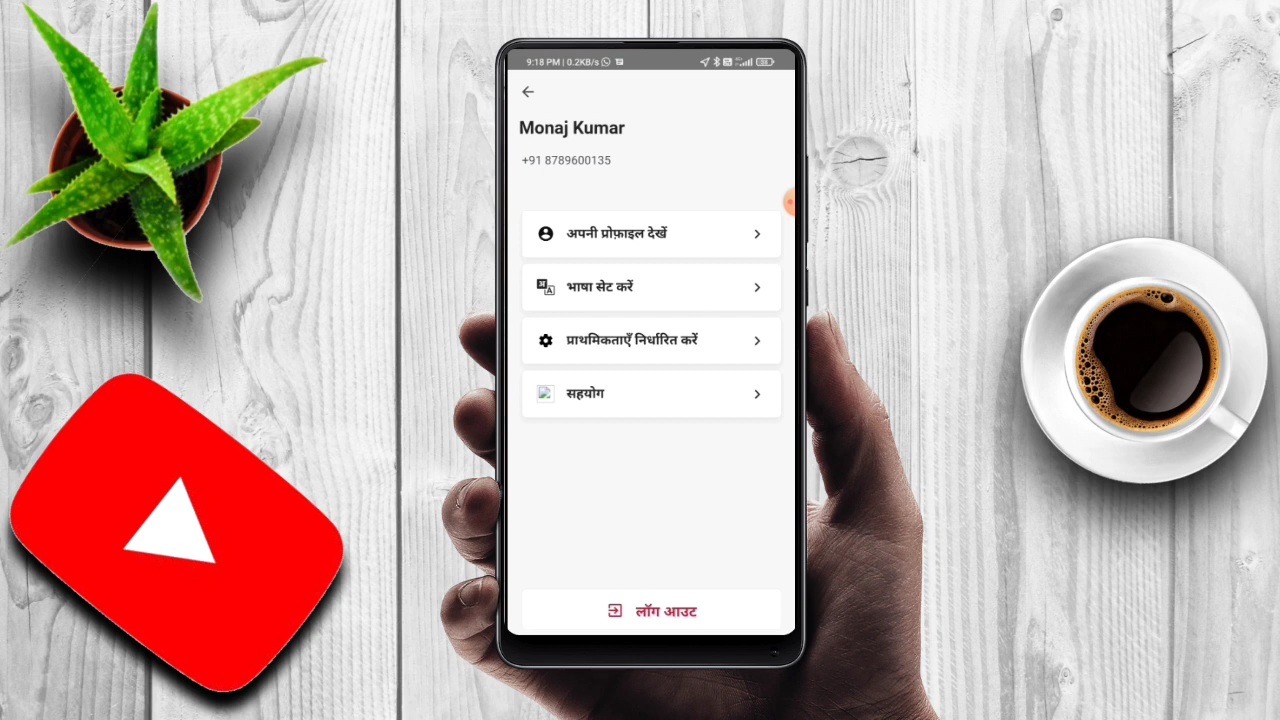 9:18 PM | 0.2KB/s
Monaj Kumar
+91 8789600135
अपनी प्रोफ़ाइल देखें
भाषा सेट करें
प्राथमिकताएँ निर्धारित करें
सहयोग
लॉग आउट